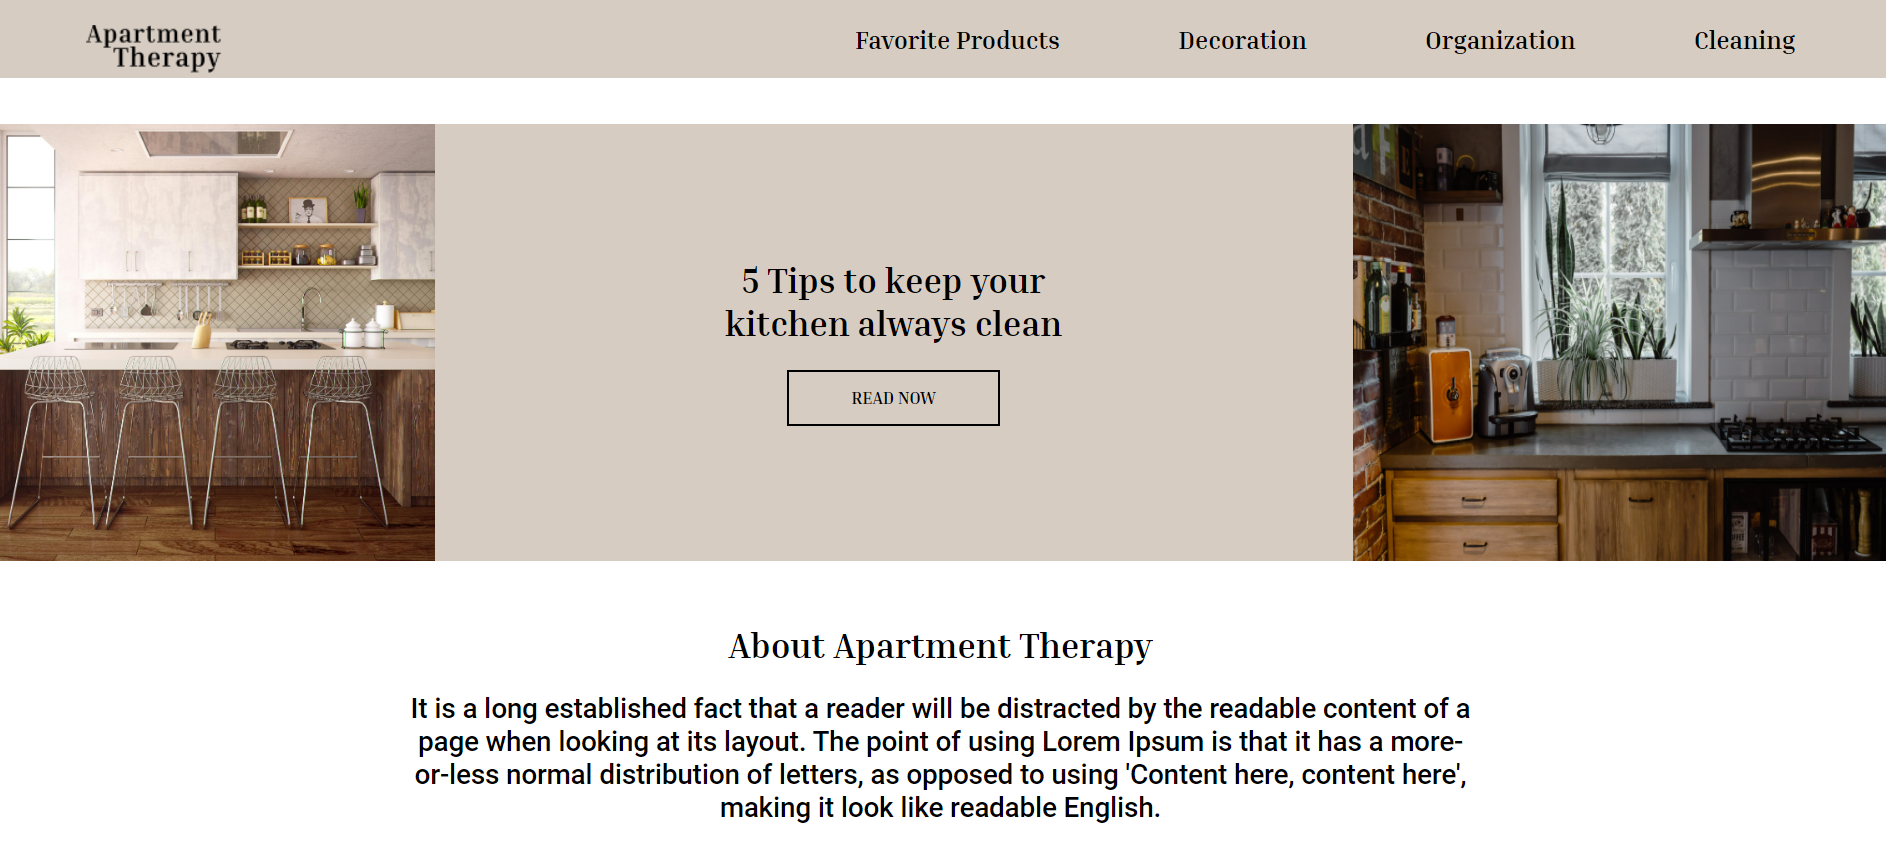 Apartment
Therapy
Favorite Products
Decoration
Organization
Cleaning
5 Tips to keep your
kitchen always clean
READ NOW
About Apartment Therapy
It is a long established fact that a reader will be distracted by the readable content of a
page when looking at its layout. The point of using Lorem Ipsum is that it has a more-
or-less normal distribution of letters, as opposed to using 'Content here, content here',
making it look like readable English.